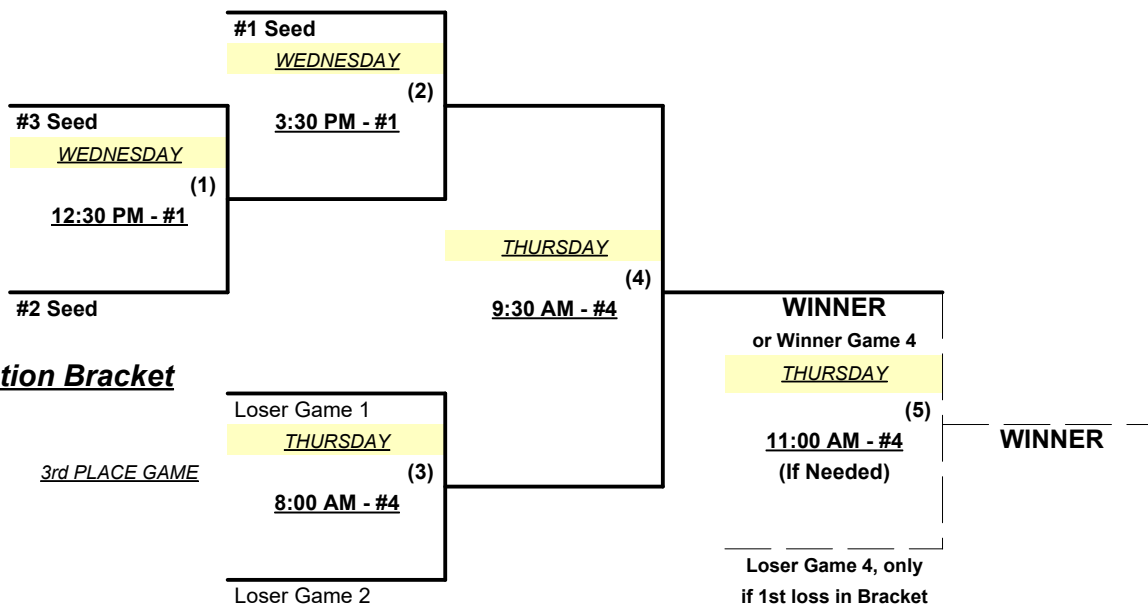 #1 Seed
WEDNESDAY
(2)
3:30 PM - #1
#3 Seed
WEDNESDAY
(1)
12:30 PM - #1
#2 Seed
THURSDAY
(4)
9:30 AM - #4
WINNER
or Winner Game 4
THURSDAY
(5)
11:00 AM - #4
(If Needed)
WINNER
Loser Game 4, only
if 1st loss in Bracket
tion Bracket
Loser Game 1
THURSDAY
3rd PLACE GAME
(3)
8:00 AM - #4
Loser Game 2